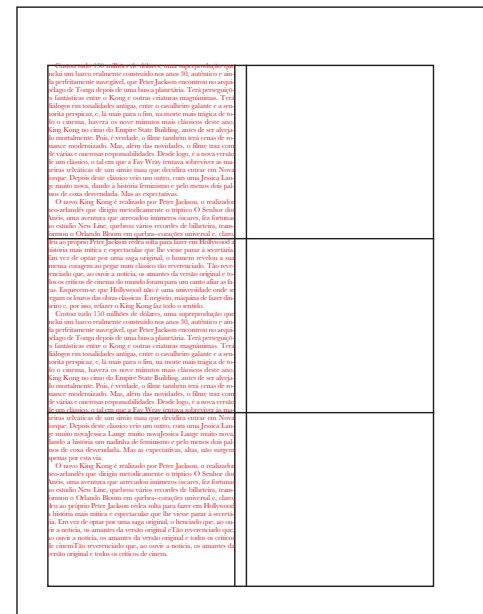 Custou tudo 150 milhões de dólares, uma superprodução que
inclui um barco realmente construído nos anos 30, autêntico e ain-
da perfeitamente navegável, que Peter Jackson encontrou no arqui-
pélago de Tonga depois de uma busca planetária. Terá perseguiçõ-
s fantásticas entre o Kong e outras criaturas magnânimas. Terá
diálogos em tonalidades antigas, entre o cavalheiro galante e a sen-
horita perspicaz, e, lá mais para o fim, na morte mais trágica de to-
do o cinema, haverá os nove minutos mais clássicos deste ano,
King Kong no cimo do Empire State Building, antes de ser alveja-
do mortalmente. Pois, é verdade, o filme também terá cenas de ro-
mance modernizado. Mas, além das novidades, o filme traz com
ele várias e onerosas responsabilidades. Desde logo, é a nova versão
de um clássico, o tal em que a Fay Wray tentava sobreviver às ma-
neiras selváticas de um símio mau que decidira entrar em Nova
Iorque. Depois deste clássico veio um outro, com uma Jessica Lan-
ge muito nova, dando à história feminismo e pelo menos dois pal-
mos de coxa desvendada. Mas as expectativas.
O novo King Kong é realizado por Peter Jackson, o realizador
neo-zelandês que dirigiu metodicamente o tríptico O Senhor dos
Anéis, uma aventura que arrecadou inúmeros óscares, fez fortunas
ao estúdio New Line, quebrou vários recordes de bilheteira, trans-
formou o Orlando Bloom em quebra–corações universal e, claro,
deu ao próprio Peter Jackson rédea solta para fazer em Hollywood a
história mais mítica e espectacular que lhe viesse parar à secretária.
Em vez de optar por uma saga original, o homem revelou a sua
imensa coragem ao pegar num clássico tão reverenciado. Tão reve-
renciado que, ao ouvir a notícia, os amantes da versão original e to-
dos os críticos de cinema do mundo foram para um canto afiar as fa-
cas. Esquecem-se que Hollywood não é uma universidade onde se
regam os louros das obras clássicas. É negócio, máquina de fazer din-
heiro e, por isso, refazer o King Kong faz todo o sentido.
Custou tudo 150 milhões de dólares, uma superprodução que
inclui um barco realmente construído nos anos 30, autêntico e ain-
da perfeitamente navegável, que Peter Jackson encontrou no arqui-
pélago de Tonga depois de uma busca planetária. Terá perseguiçõ-
s fantásticas entre o Kong e outras criaturas magnânimas. Terá
diálogos em tonalidades antigas, entre o cavalheiro galante e a sen-
horita perspicaz, e, lá mais para o fim, na morte mais trágica de to-
do o cinema, haverá os nove minutos mais clássicos deste ano,
King Kong no cimo do Empire State Building, antes de ser alveja-
do mortalmente. Pois, é verdade, o filme também terá cenas de ro-
mance modernizado. Mas, além das novidades, o filme traz com
ele várias e onerosas responsabilidades. Desde logo, é a nova versão
de um clássico, o tal em que a Fay Wray tentava sobreviver às ma-
neiras selváticas de um símio mau que decidira entrar em Nova
Iorque. Depois deste clássico veio um outro, com uma Jessica Lan-
ge muito novaJessica Lange muito novaJessica Lange muito nova,
dando à história um nadinha de feminismo e pelo menos dois pal-
mos de coxa desvendada. Mas as expectativas, altas, não surgem
apenas por esta via.
O novo King Kong é realizado por Peter Jackson, o realizador
neo-zelandês que dirigiu metodicamente o tríptico O Senhor dos
Anéis, uma aventura que arrecadou inúmeros óscares, fez fortunas
ao estúdio New Line, quebrou vários recordes de bilheteira, trans-
formou o Orlando Bloom em quebra–corações universal e, claro,
deu ao próprio Peter Jackson rédea solta para fazer em Hollywood
a história mais mítica e espectacular que lhe viesse parar à secretá-
ria. Em vez de optar por uma saga original, o henciado que, ao ou-
vir a notícia, os amantes da versão original eTão reverenciado que,
ao ouvir a notícia, os amantes da versão original e todos os críticos
de cinemTão reverenciado que, ao ouvir a notícia, os amantes da
versão original e todos os críticos de cinem.